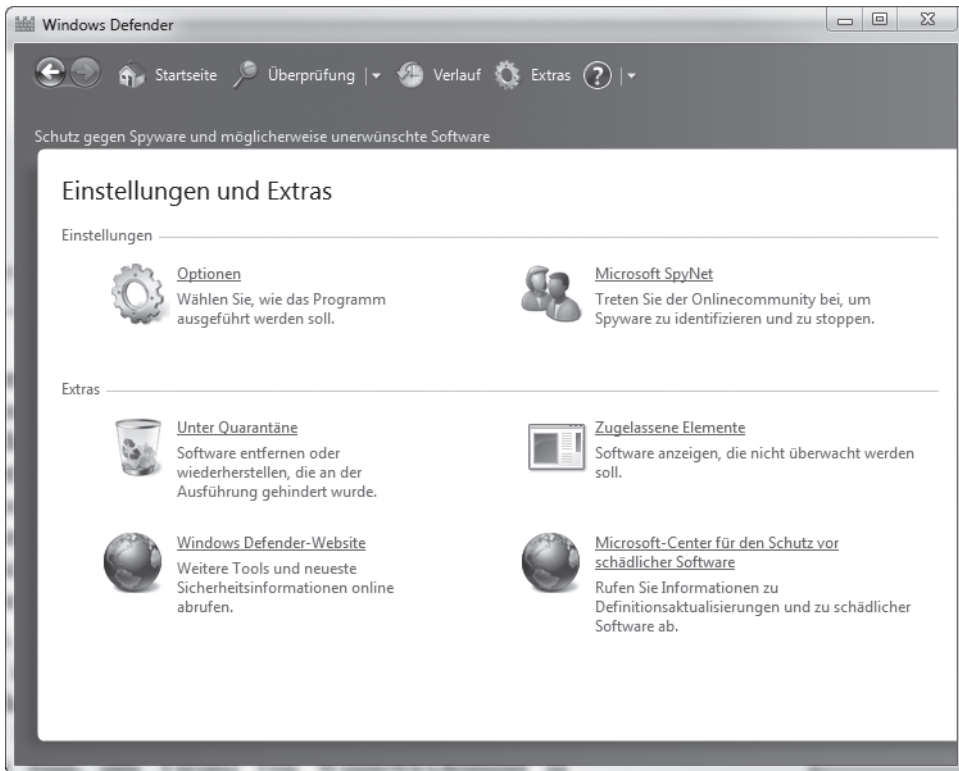 Windows Defender
Startseite Überprüfung Verlauf Extras ?
Schutz gegen Spyware und möglicherweise unerwünschte Software
Einstellungen und Extras
Einstellungen
Optionen
Wählen Sie, wie das Programm
ausgeführt werden soll.
Microsoft SpyNet
Treten Sie der Onlinecommunity bei, um
Spyware zu identifizieren und zu stoppen.
Extras
Unter Quarantäne
Software entfernen oder
wiederherstellen, die an der
Ausführung gehindert wurde.
Zugelassene Elemente
Software anzeigen, die nicht überwacht werden
soll.
Windows Defender-Website
Weitere Tools und neueste
Sicherheitsinformationen online
abrufen.
Microsoft-Center für den Schutz vor
schädlicher Software
Rufen Sie Informationen zu
Definitionsaktualisierungen und zu schädlicher
Software ab.